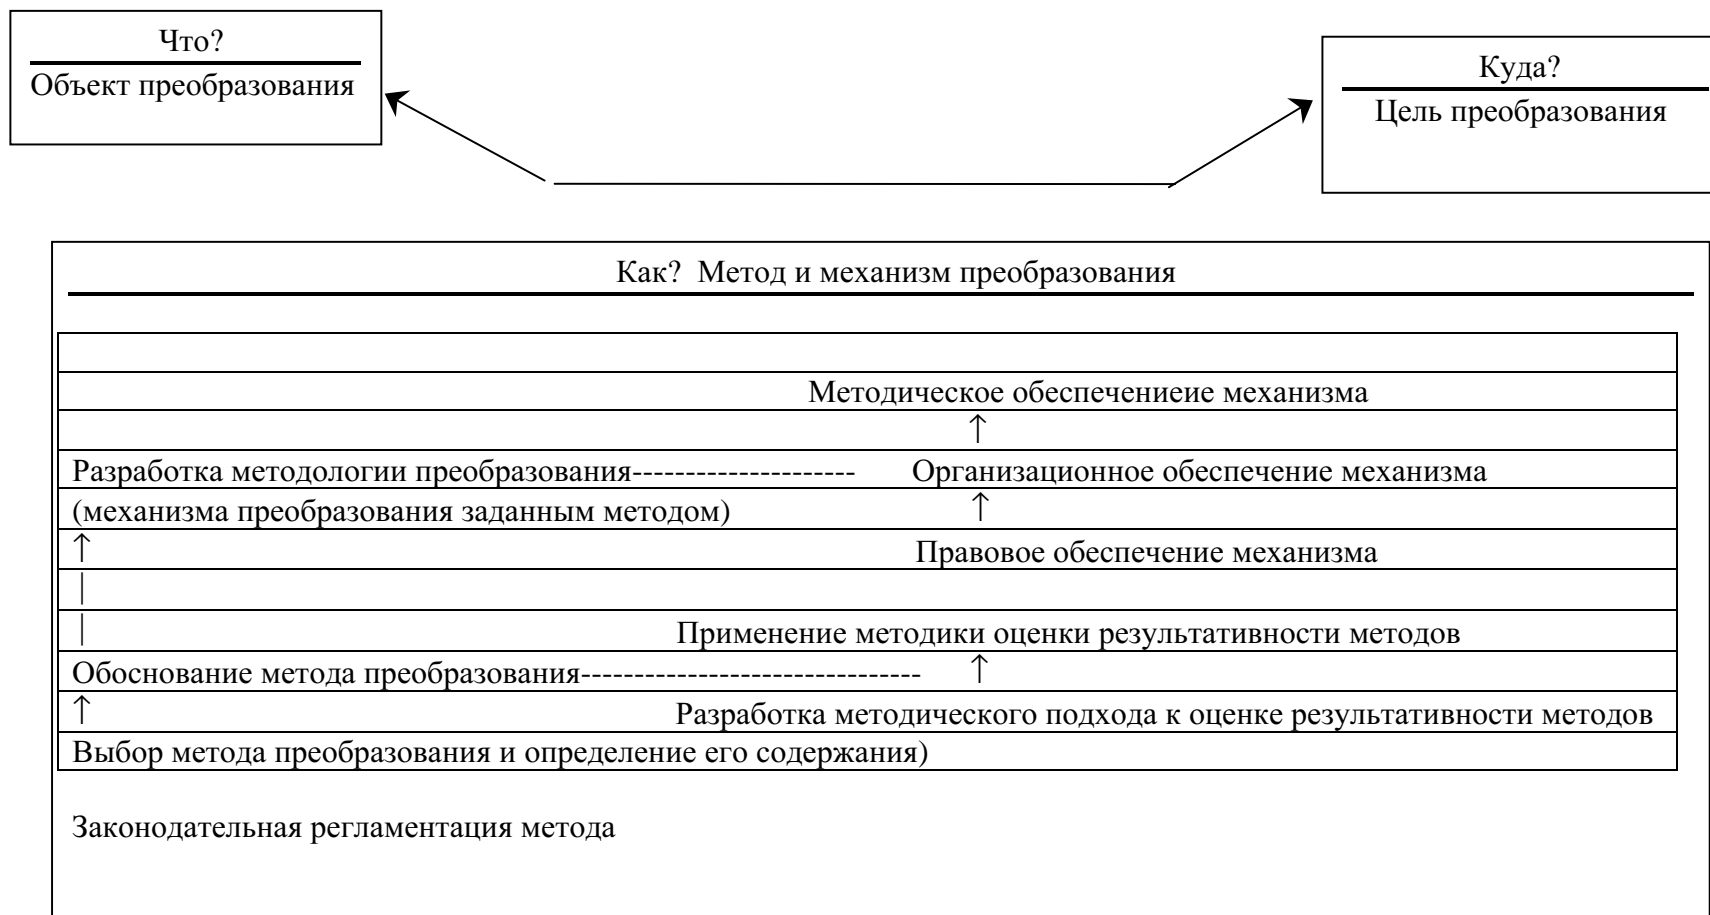 Что?
Объект преобразования
Куда?
Цель преобразования
Как?  Метод и механизм преобразования
Методическое обеспечениеие механизма
↑
Разработка методологии преобразования--------------------- Организационное обеспечение механизма
(механизма преобразования заданным методом) ↑
↑ Правовое обеспечение механизма
|
| Применение методики оценки результативности методов
Обоснование метода преобразования-------------------------------- ↑
↑ Разработка методического подхода к оценке результативности методов
Выбор метода преобразования и определение его содержания)
Законодательная регламентация метода